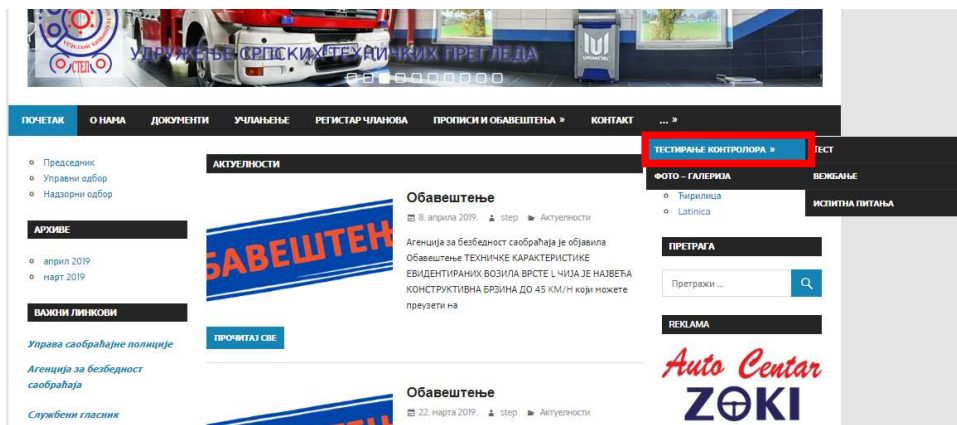 УДРУЖЕЊЕ СРПСКИХ ТЕХНИЧКИХ ПРЕГЛЕДА
ПОЧЕТАК О НАМА ДОКУМЕНТИ УЧЛАЊЕЊЕ РЕГИСТАР ЧЛАНОВА ПРОПИСИ И ОБАВЕШТЕЊА » КОНТАКТ ... »
ТЕСТИРАЊЕ КОНТРОЛОРА »
ФОТО – ГАЛЕРИЈА
ТЕСТ
ВЕЖБАЊЕ
ИСПИТНА ПИТАЊА
Председник
Управни одбор
Надзорни одбор
АРХИВЕ
април 2019
март 2019
ВАЖНИ ЛИНКОВИ
Управа саобраћајне полиције
Агенција за безбедност
саобраћаја
Службени гласник
АКТУЕЛНОСТИ
Обавештење
8. априла 2019. step Актуелности
Агенција за безбедност саобраћаја је објавила
Обавештење ТЕХНИЧКЕ КАРАКТЕРИСТИКЕ
ЕВИДЕНТИРАНИХ ВОЗИЛА ВРСТЕ L ЧИЈА ЈЕ НАЈВЕЋА
КОНСТРУКТИВНА БРЗИНА ДО 45 KM/H који можете
преузети на
ПРОЧИТАЈ СВЕ
Обавештење
22. марта 2019. step Актуелности
Ћирилица
Latinica
ПРЕТРАГА
Претражи ...
REKLAMA
Auto Centar
ZOKI